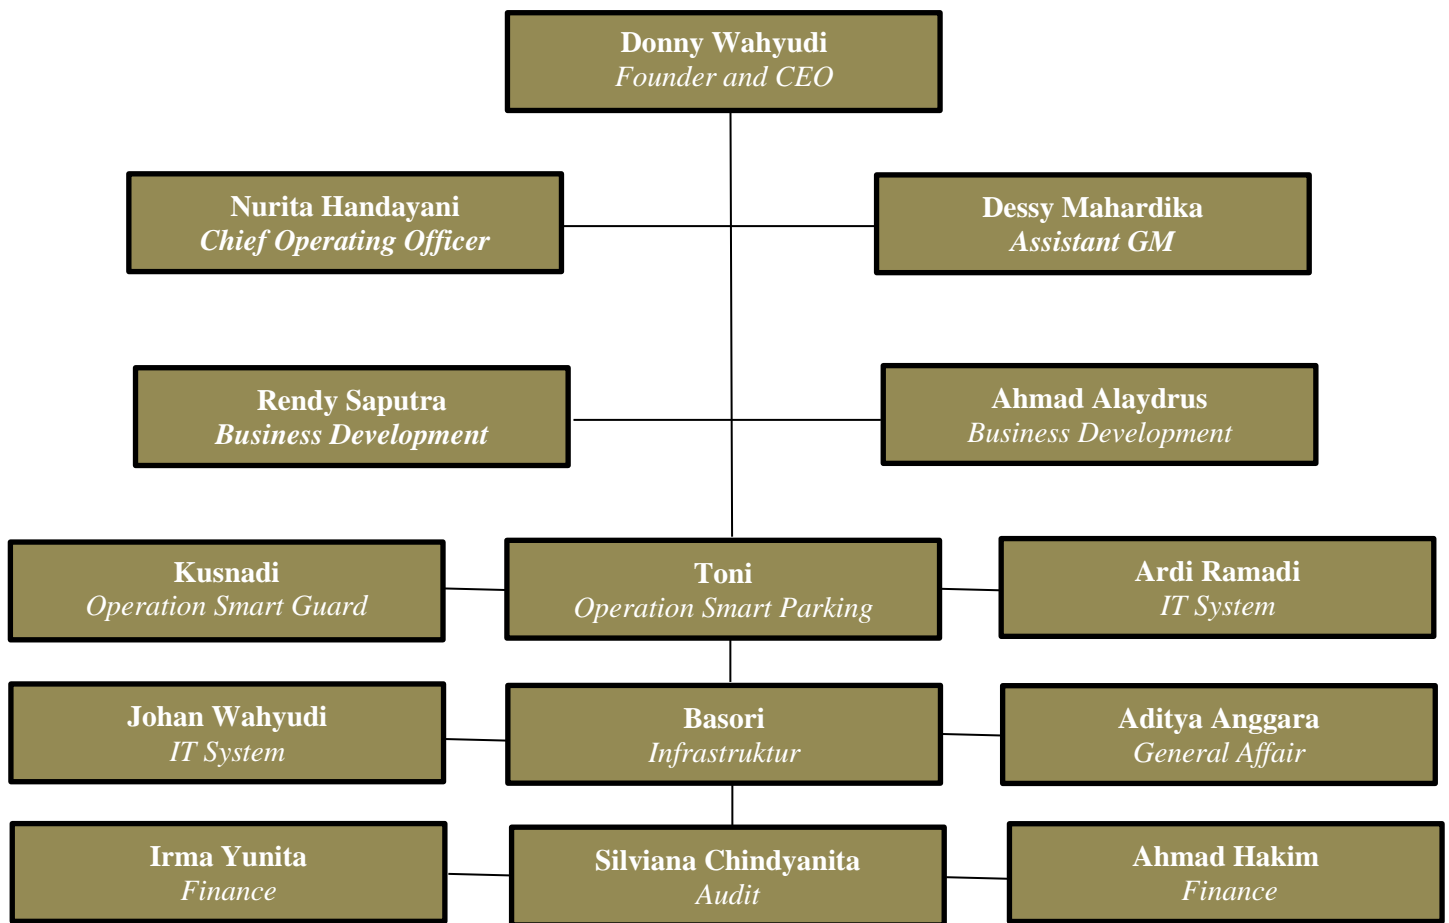 Donny Wahyudi
Founder and CEO
Nurita Handayani
Chief Operating Officer
Dessy Mahardika
Assistant GM
Rendy Saputra
Business Development
Ahmad Alaydrus
Business Development
Kusnadi
Operation Smart Guard
Toni
Operation Smart Parking
Ardi Ramadi
IT System
Johan Wahyudi
IT System
Basori
Infrastruktur
Aditya Anggara
General Affair
Irma Yunita
Finance
Silviana Chindyanita
Audit
Ahmad Hakim
Finance